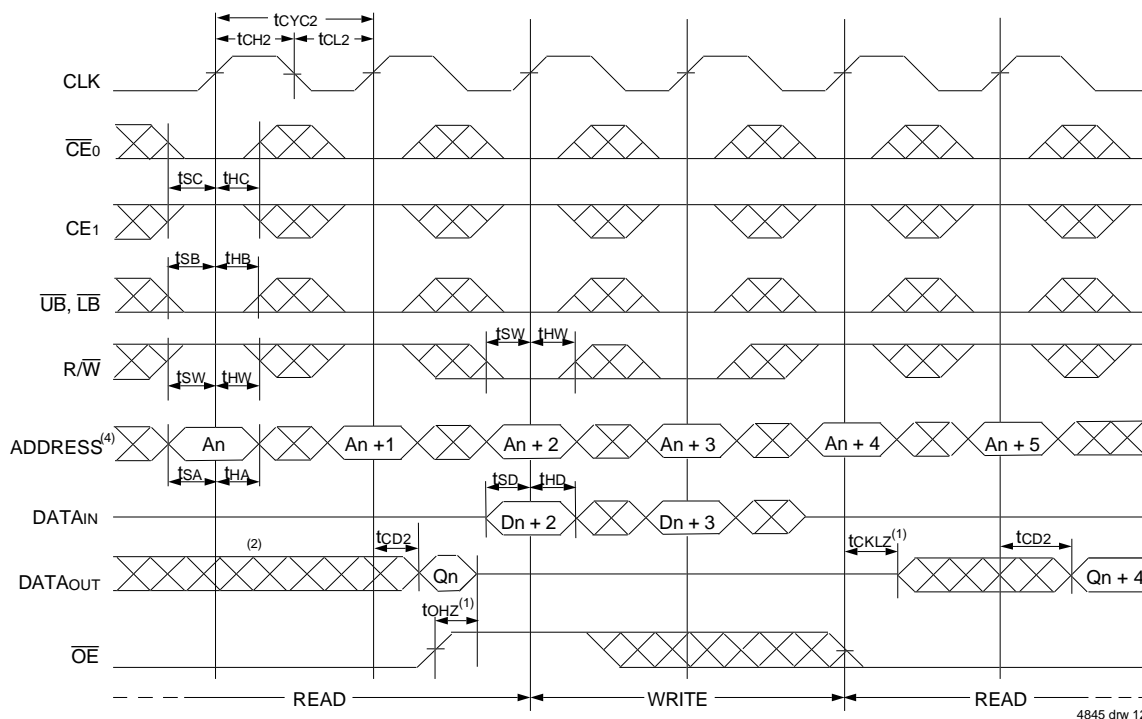 tCYC2
tCH2 tCL2
CLK
CE0
tSC tHC
CE1
tSB tHB
UB, LB
tSW tHW
R/W
tSW tHW
ADDRESS(4) An An +1 An + 2 An + 3 An + 4 An + 5
tSA tHA tSD tHD
DATAIN Dn + 2 Dn + 3
tCD2 tCKLZ(1) tCD2
(2)
DATAOUT Qn Qn + 4
tOHZ(1)
OE
READ WRITE READ
4845 drw 12